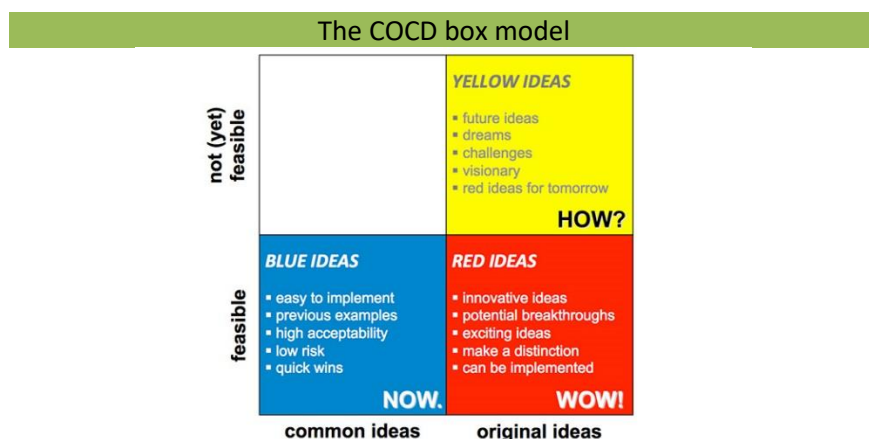 The COCD box model
not (yet)
feasible
YELLOW IDEAS
▪ future ideas
▪ dreams
▪ challenges
▪ visionary
▪ red ideas for tomorrow
HOW?
feasible
BLUE IDEAS
▪ easy to implement
▪ previous examples
▪ high acceptability
▪ low risk
▪ quick wins
NOW.
RED IDEAS
▪ innovative ideas
▪ potential breakthroughs
▪ exciting ideas
▪ make a distinction
▪ can be implemented
WOW!
common ideas
original ideas